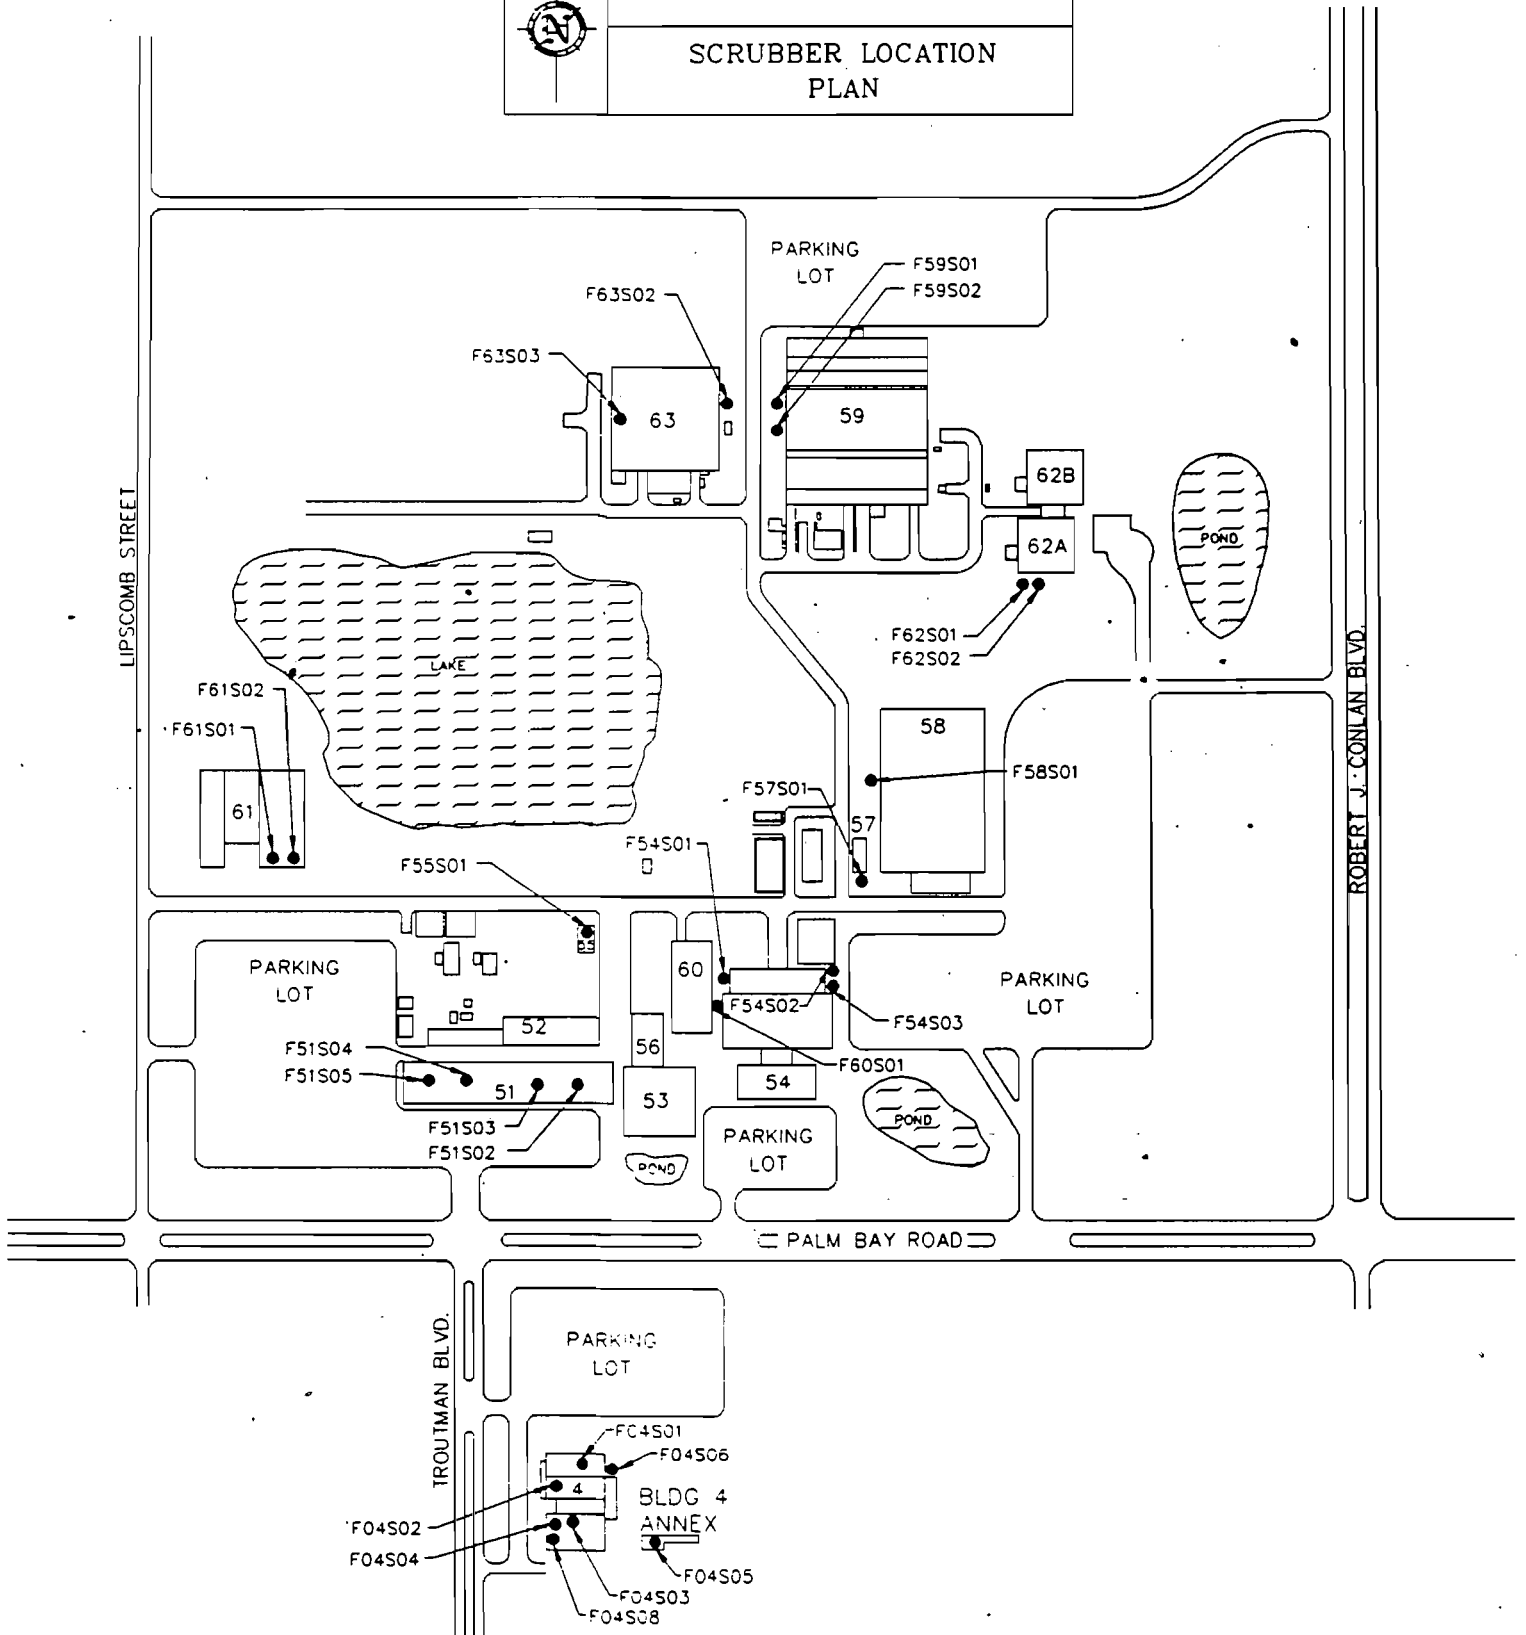 N
SCRUBBER LOCATION
PLAN
PARKING
LOT
F59S01
F59S02
F63S02
F63S03
63
59
62B
62A
POND
LIPSCOMB STREET
F62S01
F62S02
LAKE
F61S02
F61S01
61
58
F58S01
F57S01
57
ROBERT J. CONLAN BLVD.
F54S01
F55S01
PARKING
LOT
60
F54S02
F54S03
PARKING
LOT
52
56
F60S01
F51S04
F51S05
51
53
54
F51S03
F51S02
POND
PARKING
LOT
POND
PALM BAY ROAD
TROUTMAN BLVD.
PARKING
LOT
FC4S01
F04S06
4
BLDG 4
ANNEX
F04S02
F04S04
F04S05
F04S03
F04S08